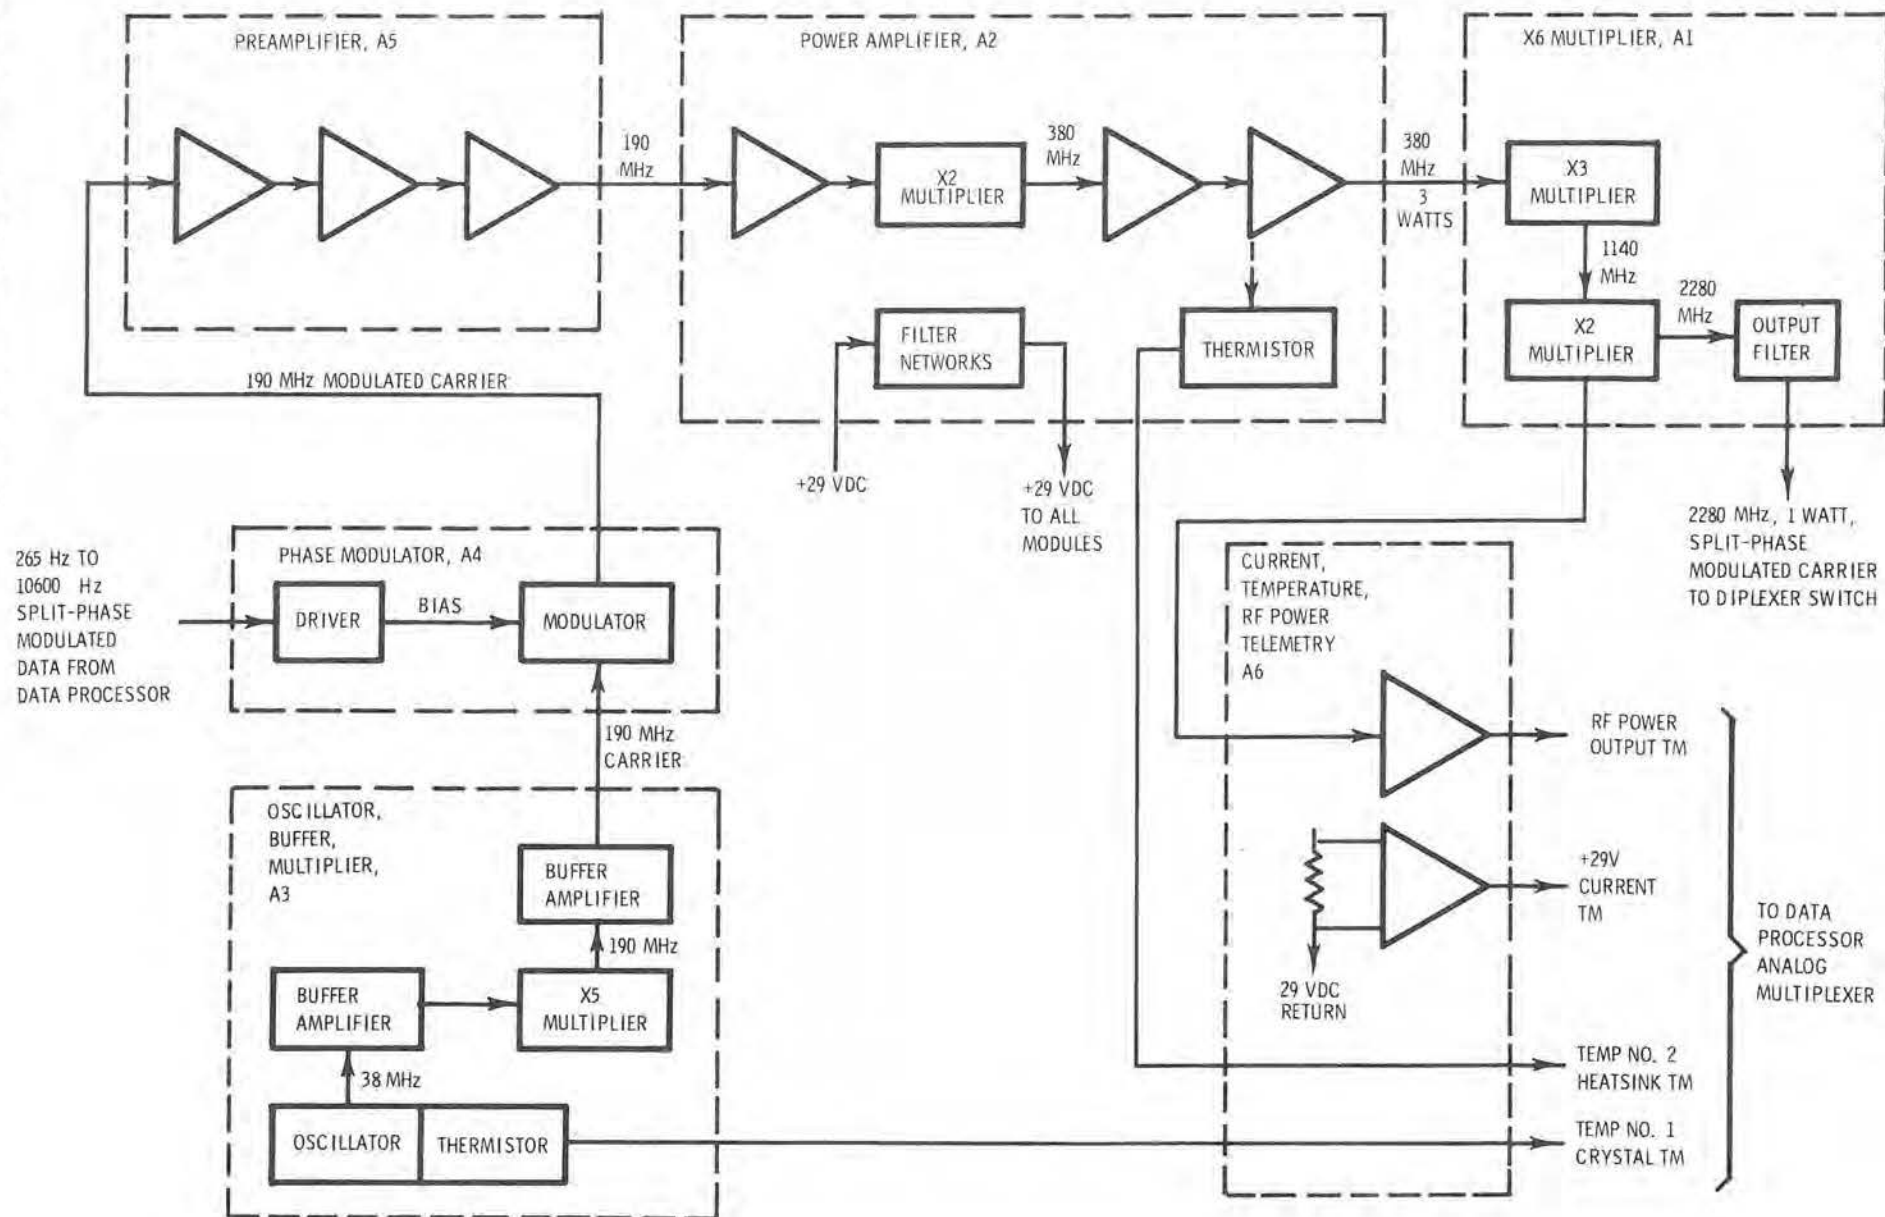 PREAMPLIFIER, A5
190
MHz
POWER AMPLIFIER, A2
X2
MULTIPLIER
380
MHz
380
MHz
3
WATTS
FILTER
NETWORKS
THERMISTOR
+29 VDC
+29 VDC
TO ALL
MODULES
X6 MULTIPLIER, A1
X3
MULTIPLIER
1140
MHz
X2
MULTIPLIER
2280
MHz
OUTPUT
FILTER
2280 MHz, 1 WATT,
SPLIT-PHASE
MODULATED CARRIER
TO DIPLEXER SWITCH
190 MHz MODULATED CARRIER
265 Hz TO
10600 Hz
SPLIT-PHASE
MODULATED
DATA FROM
DATA PROCESSOR
PHASE MODULATOR, A4
DRIVER
BIAS
MODULATOR
190 MHz
CARRIER
OSCILLATOR,
BUFFER,
MULTIPLIER,
A3
BUFFER
AMPLIFIER
190 MHz
BUFFER
AMPLIFIER
X5
MULTIPLIER
38 MHz
OSCILLATOR
THERMISTOR
CURRENT,
TEMPERATURE,
RF POWER
TELEMETRY
A6
29 VDC
RETURN
RF POWER
OUTPUT TM
+29V
CURRENT
TM
TEMP NO. 2
HEATSINK TM
TEMP NO. 1
CRYSTAL TM
TO DATA
PROCESSOR
ANALOG
MULTIPLEXER